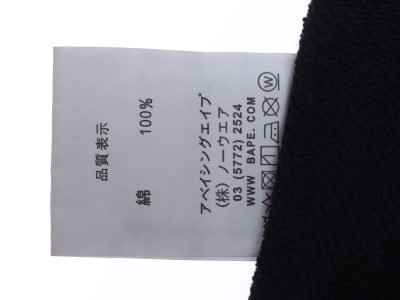 品質表示
綿 100%
アベイシングエイプ
(株) ノーウエア
03 (5772) 2524
WWW BAPE. COM